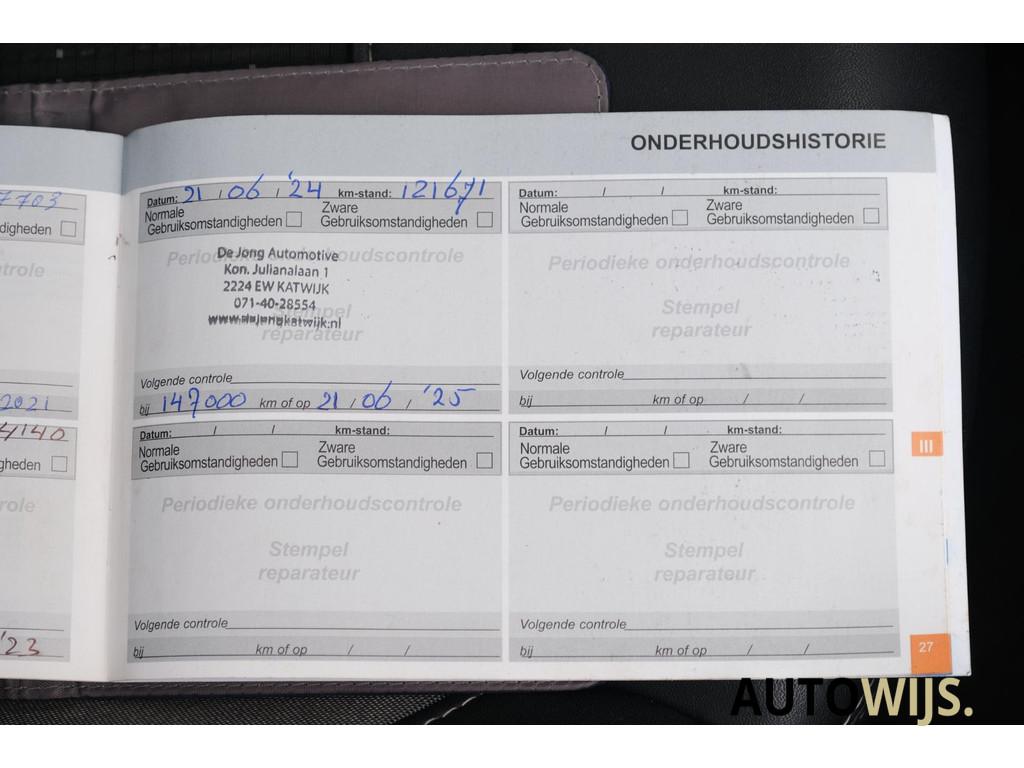 ONDERHOUDSHISTORIE
7703
digheden
2021
4140
gheden
'23
Datum: 21 / 06 / '24 km-stand: 121671
Normale Zware
Gebruiksomstandigheden Gebruiksomstandigheden
Periodieke onderhoudscontrole
De Jong Automotive
Kon. Julianalaan 1
2224 EW KATWIJK
071-40-28554
www.dejongkatwijk.nl
Stempel
reparateur
Volgende controle
bij 147000 km of op 21 / 06 / '25
Datum: / / km-stand:
Normale Zware
Gebruiksomstandigheden Gebruiksomstandigheden
Periodieke onderhoudscontrole
Stempel
reparateur
Volgende controle
bij km of op / /
Datum: / / km-stand:
Normale Zware
Gebruiksomstandigheden Gebruiksomstandigheden
Periodieke onderhoudscontrole
Stempel
reparateur
Volgende controle
bij km of op / /
Datum: / / km-stand:
Normale Zware
Gebruiksomstandigheden Gebruiksomstandigheden
Periodieke onderhoudscontrole
Stempel
reparateur
Volgende controle
bij km of op / /
III
27
AUTOWIJS.